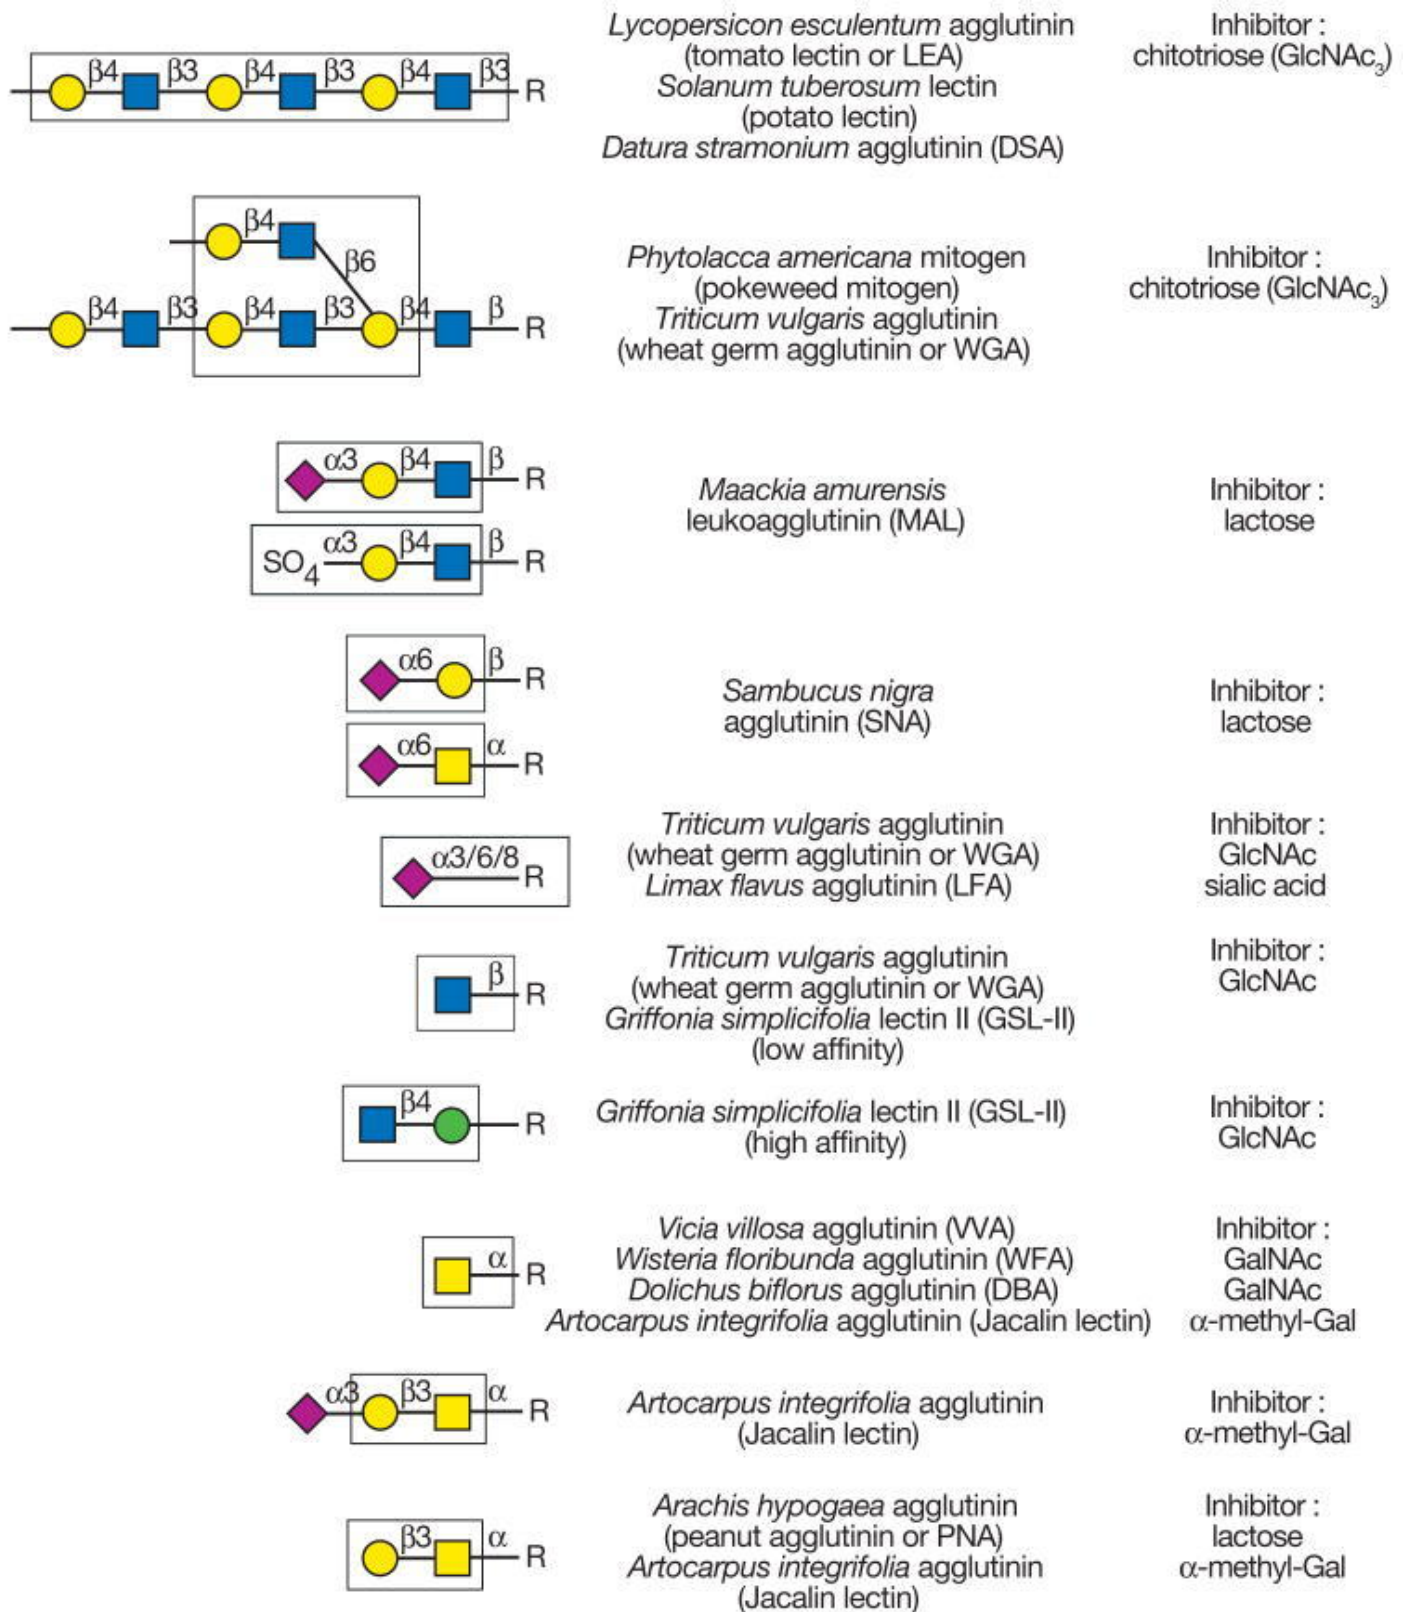 Lycopersicon esculentum agglutinin
(tomato lectin or LEA)
Solanum tuberosum lectin
(potato lectin)
Datura stramonium agglutinin (DSA)
Inhibitor :
chitotriose (GlcNAc₃)
β4 β3 β4 β3 β4 β3 R
β4
β6
β4 β3 β4 β3 β4 β R
Phytolacca americana mitogen
(pokeweed mitogen)
Triticum vulgaris agglutinin
(wheat germ agglutinin or WGA)
Inhibitor :
chitotriose (GlcNAc₃)
α3 β4 β R
SO₄ α3 β4 β R
Maackia amurensis
leukoagglutinin (MAL)
Inhibitor :
lactose
α6 β R
α6 α R
Sambucus nigra
agglutinin (SNA)
Inhibitor :
lactose
α3/6/8 R
Triticum vulgaris agglutinin
(wheat germ agglutinin or WGA)
Limax flavus agglutinin (LFA)
Inhibitor :
GlcNAc
sialic acid
β R
Triticum vulgaris agglutinin
(wheat germ agglutinin or WGA)
Griffonia simplicifolia lectin II (GSL-II)
(low affinity)
Inhibitor :
GlcNAc
β4 R
Griffonia simplicifolia lectin II (GSL-II)
(high affinity)
Inhibitor :
GlcNAc
α R
Vicia villosa agglutinin (VVA)
Wisteria floribunda agglutinin (WFA)
Dolichus biflorus agglutinin (DBA)
Artocarpus integrifolia agglutinin (Jacalin lectin)
Inhibitor :
GalNAc
GalNAc
α-methyl-Gal
α3 β3 α R
Artocarpus integrifolia agglutinin
(Jacalin lectin)
Inhibitor :
α-methyl-Gal
β3 α R
Arachis hypogaea agglutinin
(peanut agglutinin or PNA)
Artocarpus integrifolia agglutinin
(Jacalin lectin)
Inhibitor :
lactose
α-methyl-Gal